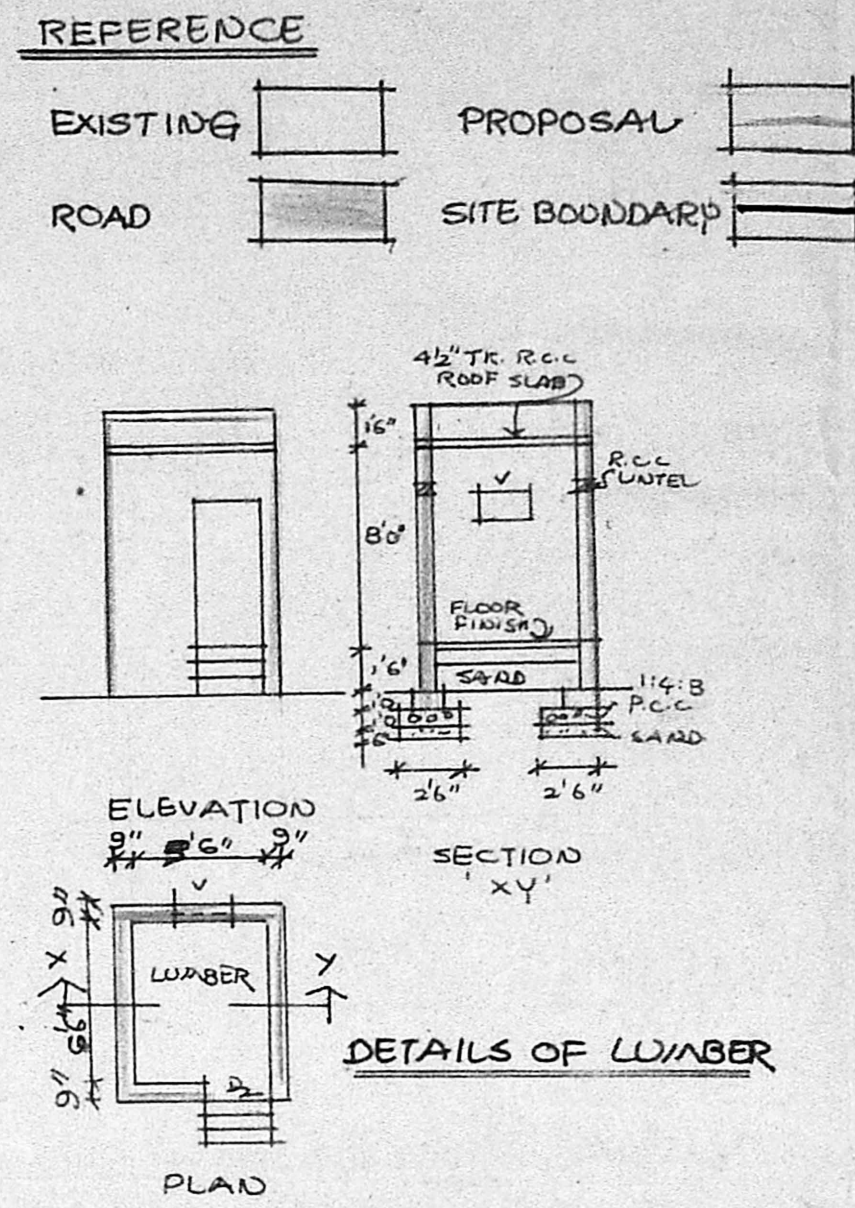 REFERENCE
EXISTING
PROPOSAL
ROAD
SITE BOUNDARY
4½" TK. R.C.C
ROOF SLAB
1'6"
R.C.C
LINTEL
V
8'0"
FLOOR
FINISH
1'6"
SAND
1:4:8
P.C.C
SAND
2'6"
2'6"
ELEVATION
9" 6" 9"
SECTION
'XY'
V
9"
X
Y
LUMBER
9"
D2
DETAILS OF LUMBER
PLAN